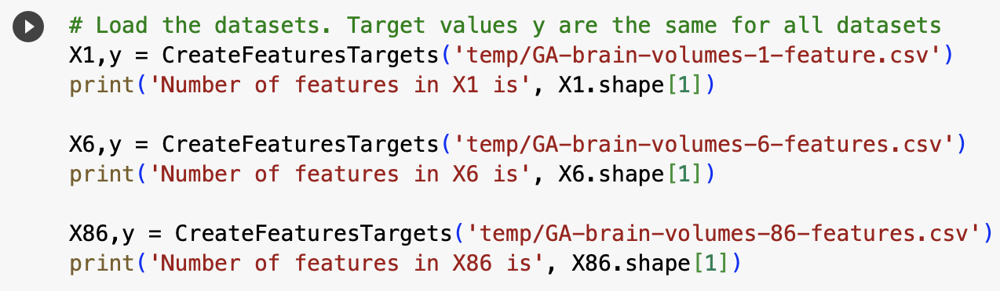 # Load the datasets. Target values y are the same for all datasets
X1,y = CreateFeaturesTargets('temp/GA-brain-volumes-1-feature.csv')
print('Number of features in X1 is', X1.shape[1])
X6,y = CreateFeaturesTargets('temp/GA-brain-volumes-6-features.csv')
print('Number of features in X6 is', X6.shape[1])
X86,y = CreateFeaturesTargets('temp/GA-brain-volumes-86-features.csv')
print('Number of features in X86 is', X86.shape[1])